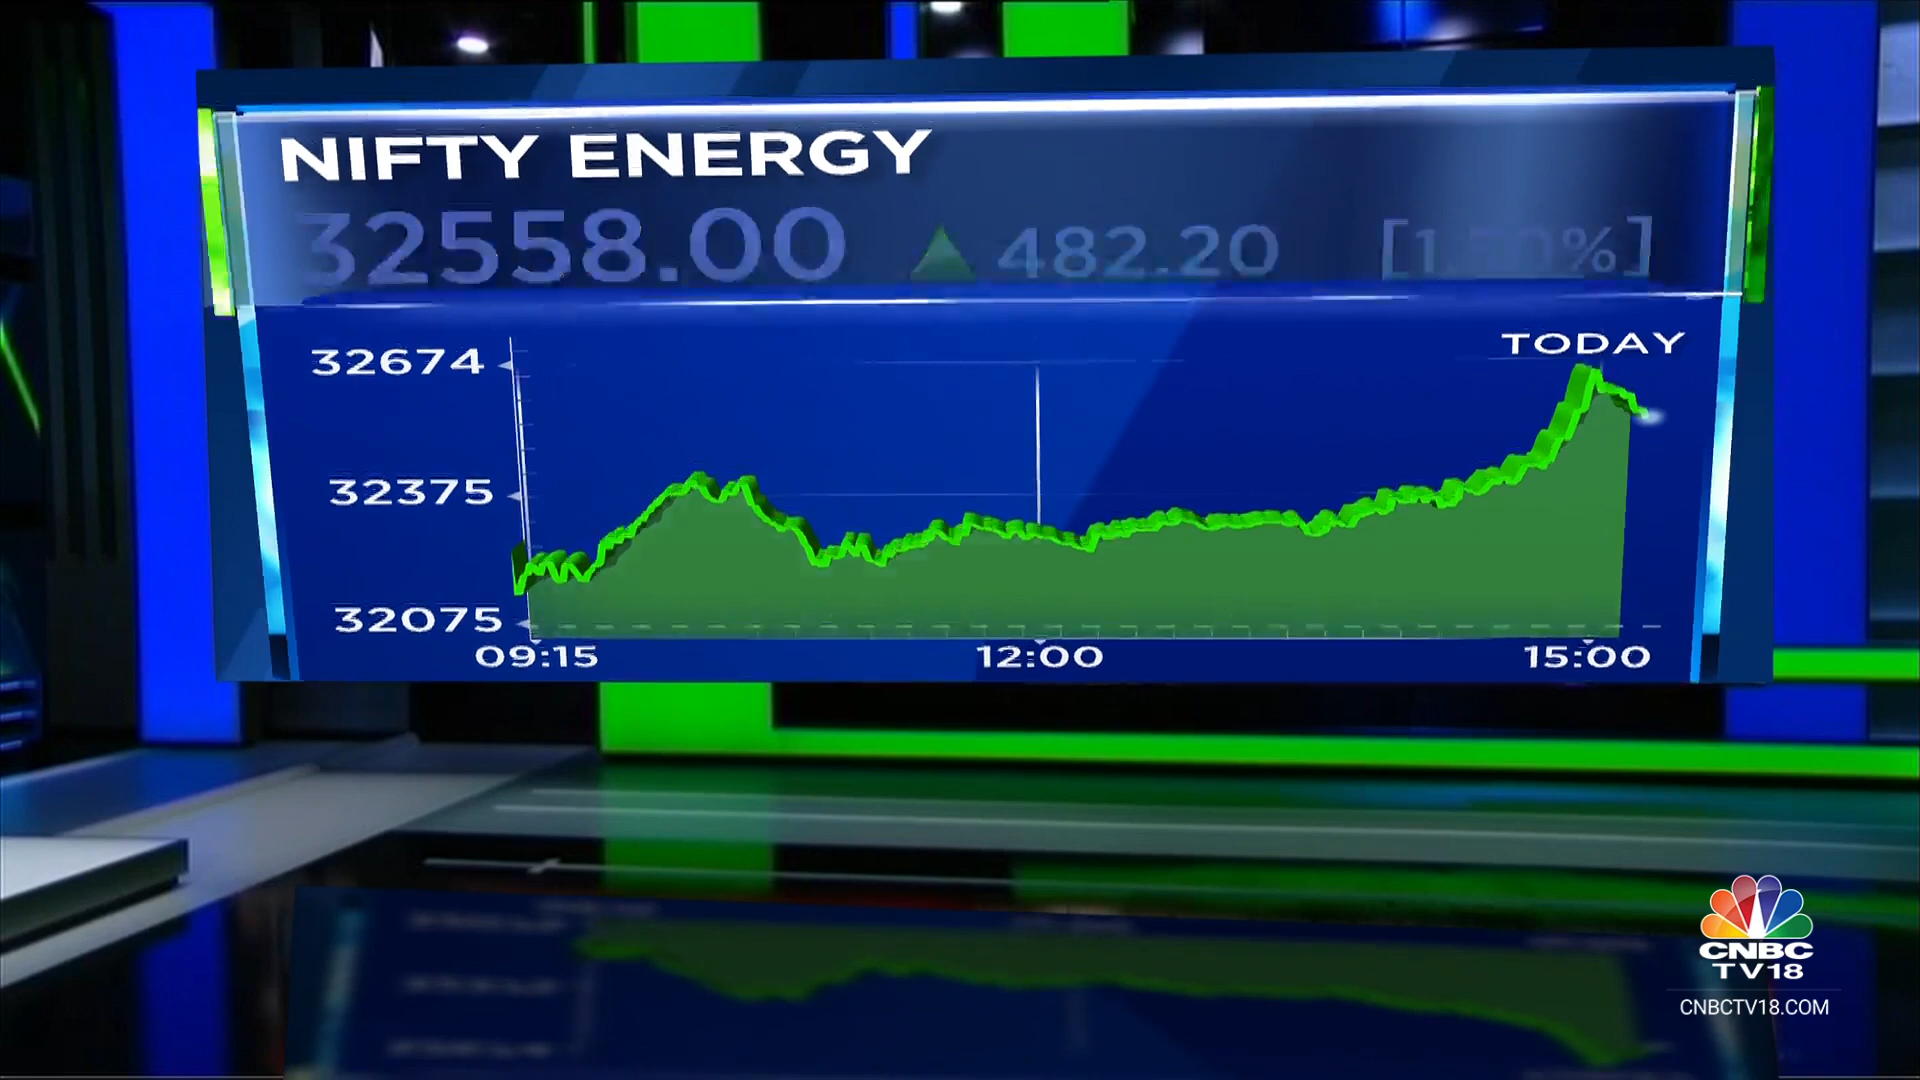 NIFTY ENERGY
32558.00 ▲ 482.20
TODAY
32674
32375
32075
09:15 12:00 15:00
CNBC
TV18
CNBCTV18.COM